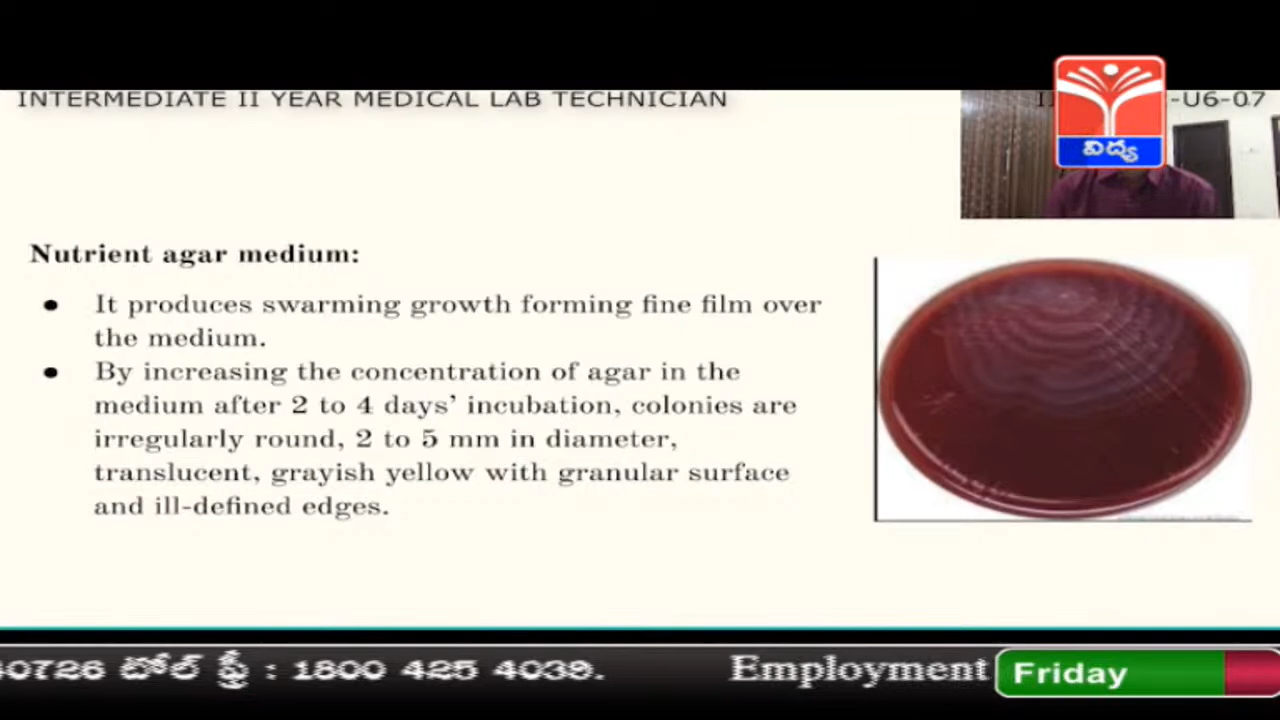 INTERMEDIATE II YEAR MEDICAL LAB TECHNICIAN
-U6-07
విద్య
Nutrient agar medium:
● It produces swarming growth forming fine film over
the medium.
● By increasing the concentration of agar in the
medium after 2 to 4 days' incubation, colonies are
irregularly round, 2 to 5 mm in diameter,
translucent, grayish yellow with granular surface
and ill-defined edges.
40726 టోల్ ఫ్రీ : 1800 425 4039.
Employment
Friday